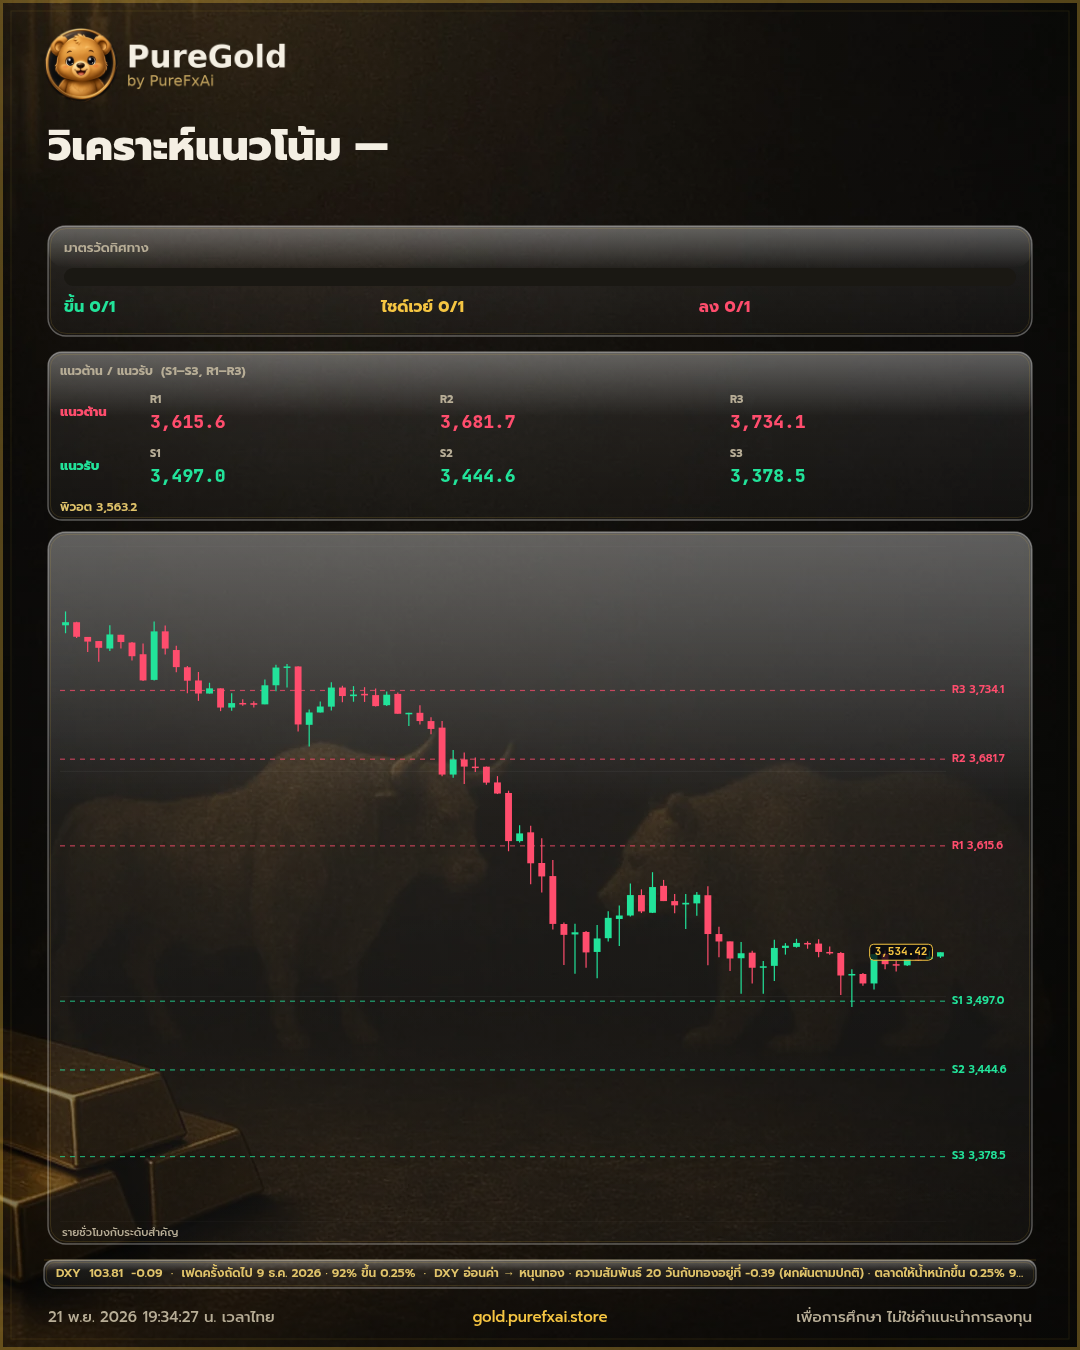 PureGold
by PureFxAi
วิเคราะห์แนวโน้ม —
มาตรวัดทิศทาง
ขึ้น 0/1 ไซด์เวย์ 0/1 ลง 0/1
แนวต้าน / แนวรับ (S1–S3, R1–R3)
R1 R2 R3
แนวต้าน 3,615.6 3,681.7 3,734.1
S1 S2 S3
แนวรับ 3,497.0 3,444.6 3,378.5
พิวอต 3,563.2
R3 3,734.1
R2 3,681.7
R1 3,615.6
3,534.42
S1 3,497.0
S2 3,444.6
S3 3,378.5
รายชั่วโมงกับระดับสำคัญ
DXY 103.81 -0.09 · เฟดครั้งถัดไป 9 ธ.ค. 2026 · 92% ขึ้น 0.25% · DXY อ่อนค่า → หนุนทอง · ความสัมพันธ์ 20 วันกับทองอยู่ที่ -0.39 (ผกผันตามปกติ) · ตลาดให้น้ำหนักขึ้น 0.25% 9...
21 พ.ย. 2026 19:34:27 น. เวลาไทย gold.purefxai.store เพื่อการศึกษา ไม่ใช่คำแนะนำการลงทุน